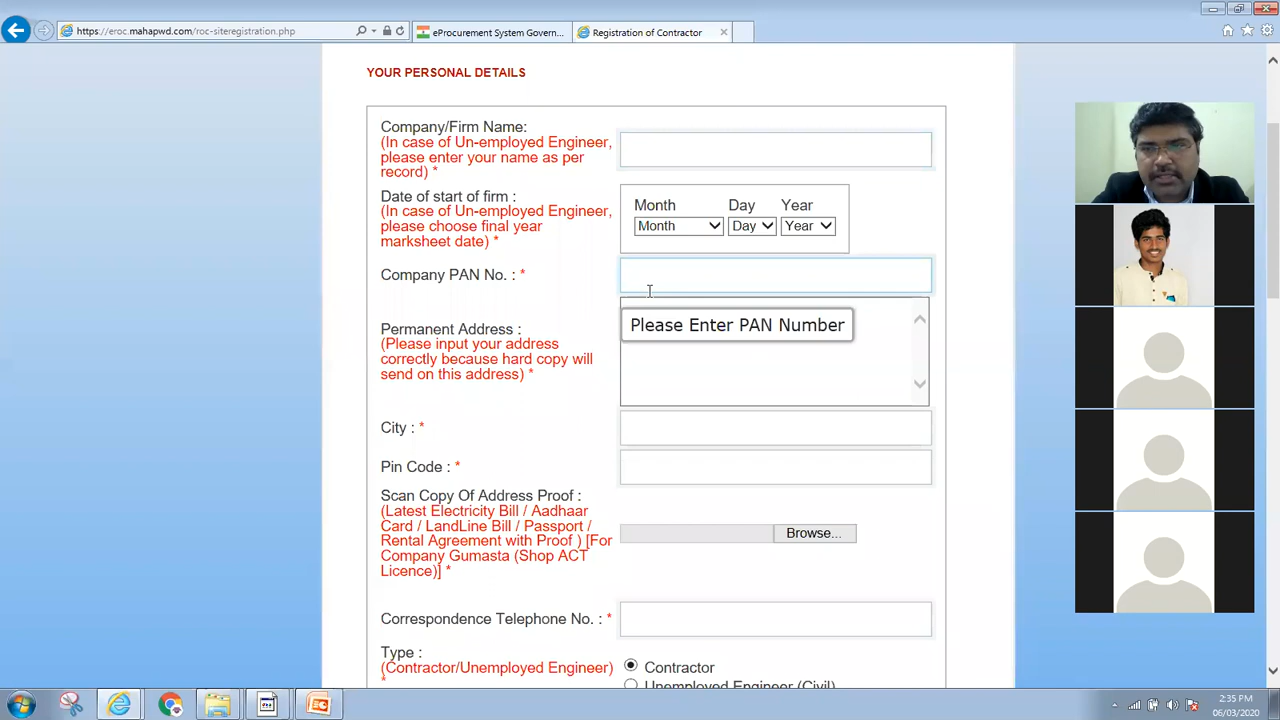 https://eroc.mahapwd.com/roc-siteregistration.php
eProcurement System Govern...
Registration of Contractor
YOUR PERSONAL DETAILS
Company/Firm Name:
(In case of Un-employed Engineer,
please enter your name as per
record) *
Date of start of firm :
(In case of Un-employed Engineer,
please choose final year
marksheet date) *
Month Day Year
Month Day Year
Company PAN No. : *
Please Enter PAN Number
Permanent Address :
(Please input your address
correctly because hard copy will
send on this address) *
City : *
Pin Code : *
Scan Copy Of Address Proof :
(Latest Electricity Bill / Aadhaar
Card / LandLine Bill / Passport /
Rental Agreement with Proof ) [For
Company Gumasta (Shop ACT
Licence)] *
Browse...
Correspondence Telephone No. : *
Type :
(Contractor/Unemployed Engineer)
*
Contractor
Unemployed Engineer (Civil)
2:35 PM
06/03/2020